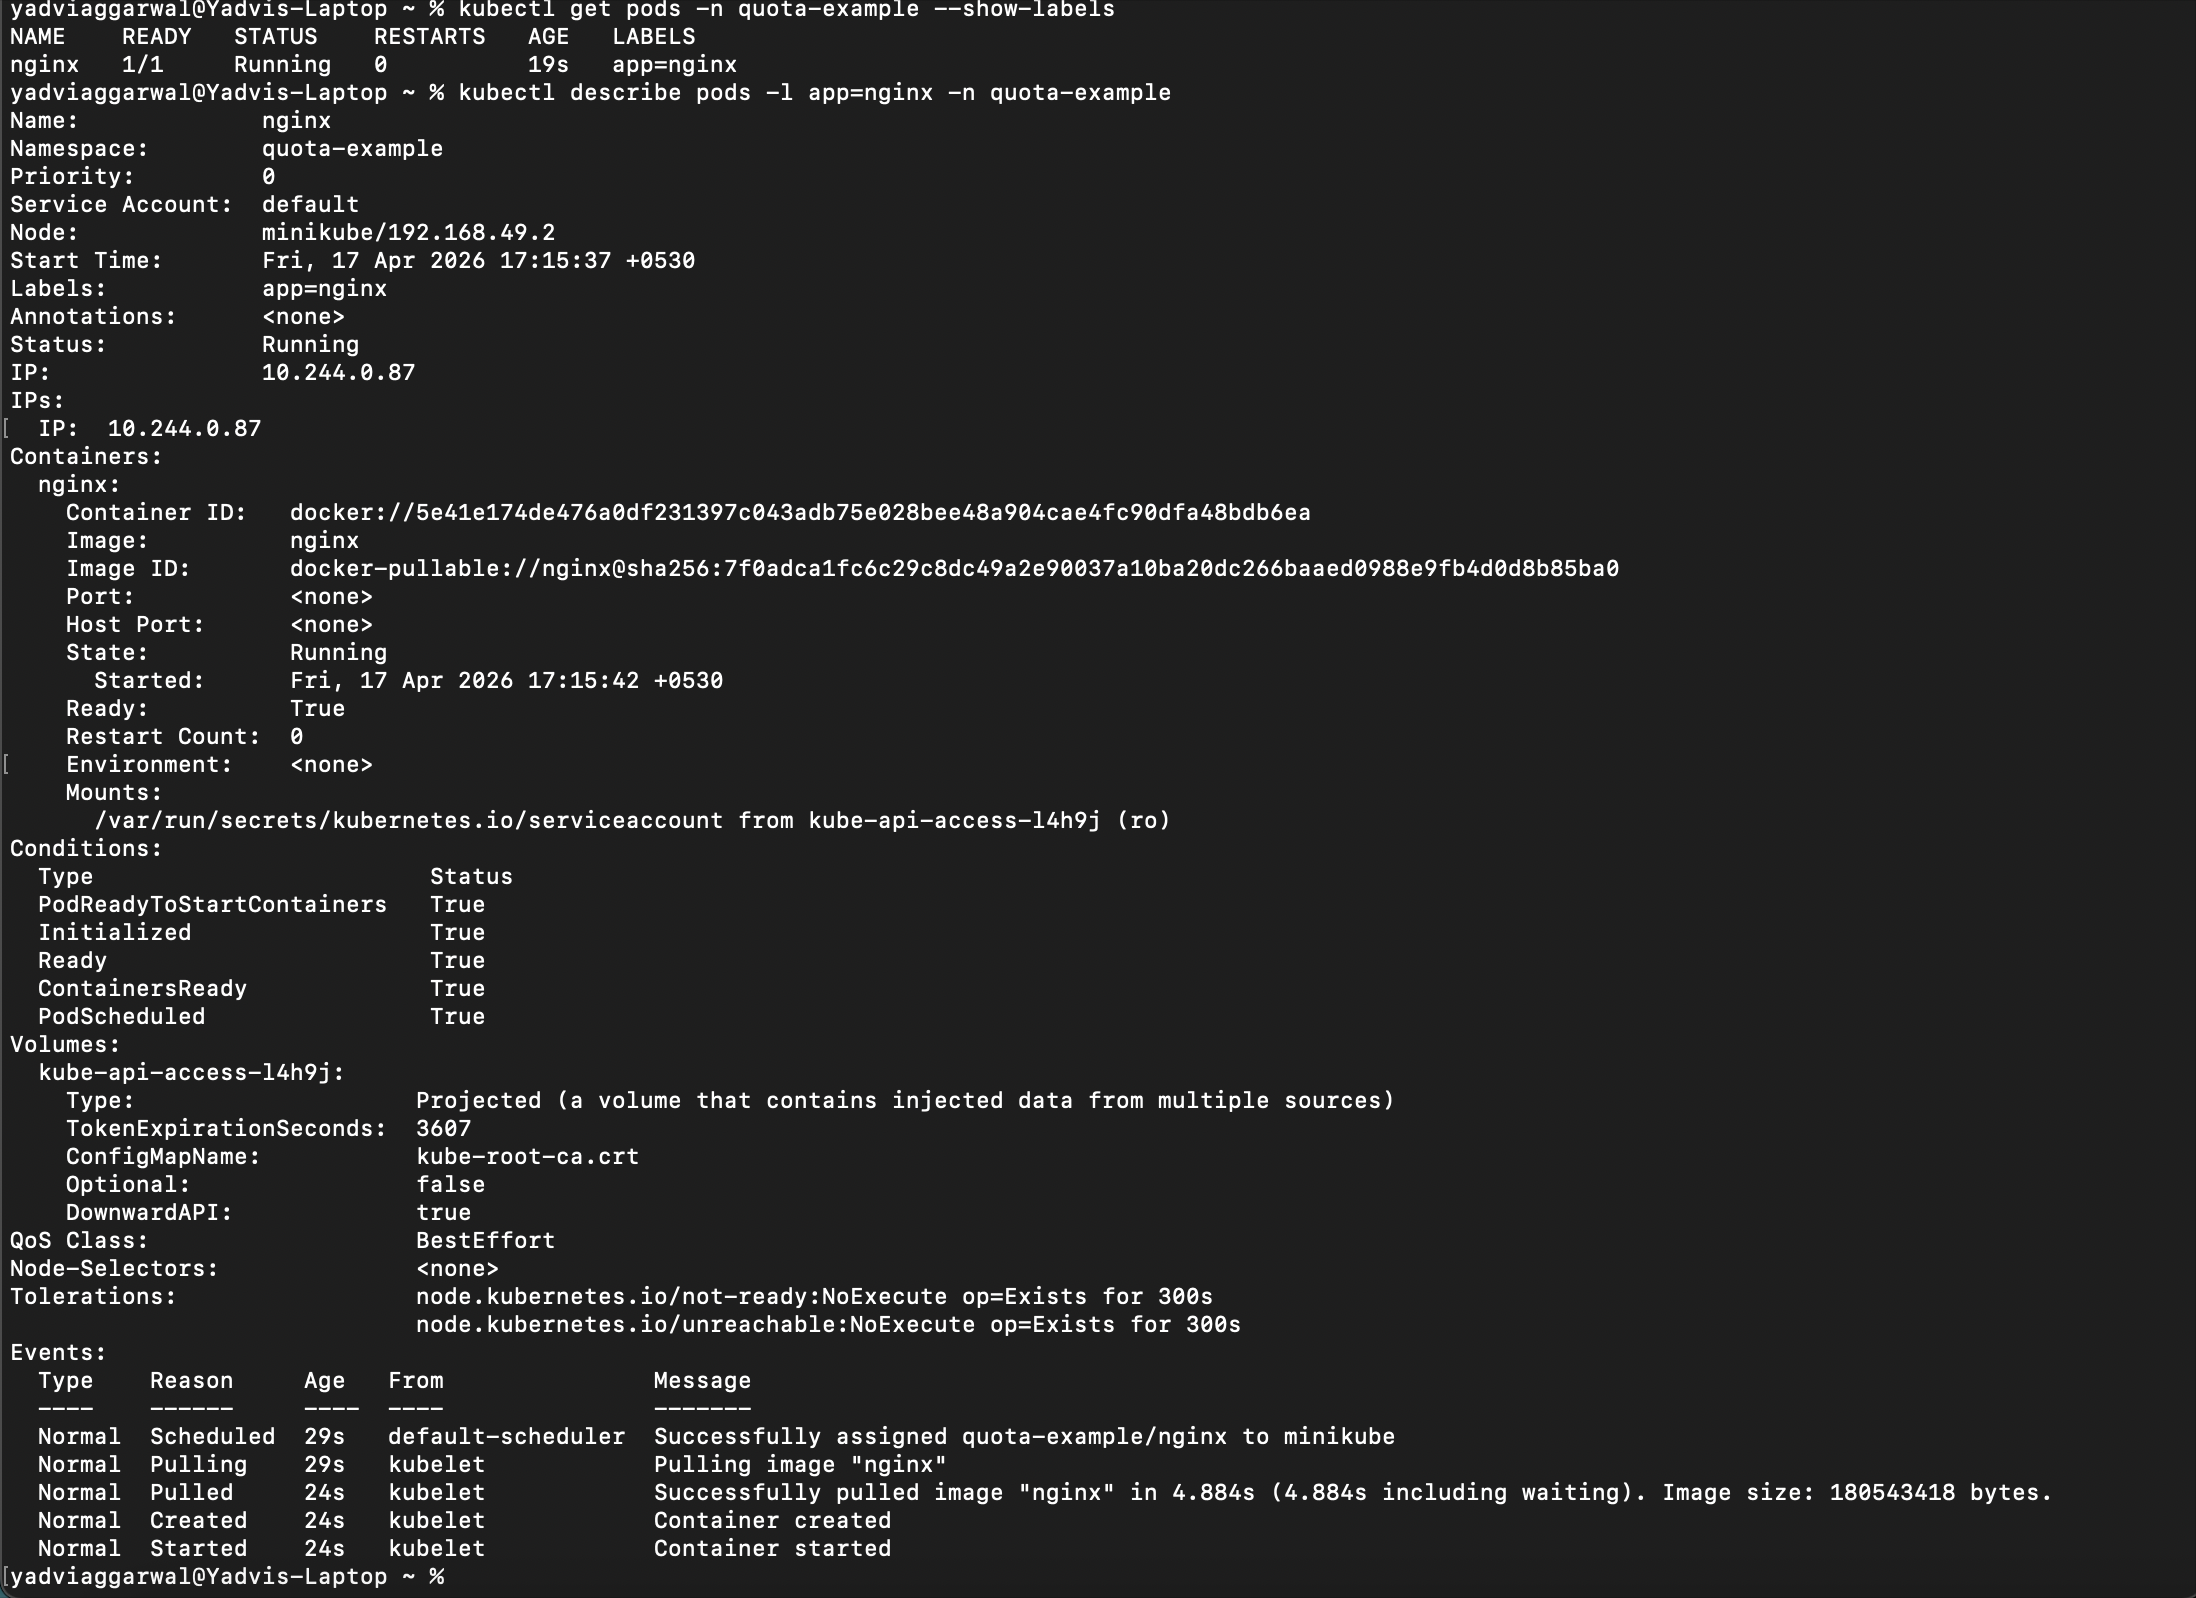 yadviaggarwal@Yadvis-Laptop ~ % kubectl get pods -n quota-example --show-labels
NAME    READY   STATUS    RESTARTS   AGE   LABELS
nginx   1/1     Running   0          19s   app=nginx
yadviaggarwal@Yadvis-Laptop ~ % kubectl describe pods -l app=nginx -n quota-example
Name:             nginx
Namespace:        quota-example
Priority:         0
Service Account:  default
Node:             minikube/192.168.49.2
Start Time:       Fri, 17 Apr 2026 17:15:37 +0530
Labels:           app=nginx
Annotations:      <none>
Status:           Running
IP:               10.244.0.87
IPs:
[  IP:  10.244.0.87
Containers:
  nginx:
    Container ID:   docker://5e41e174de476a0df231397c043adb75e028bee48a904cae4fc90dfa48bdb6ea
    Image:          nginx
    Image ID:       docker-pullable://nginx@sha256:7f0adca1fc6c29c8dc49a2e90037a10ba20dc266baaed0988e9fb4d0d8b85ba0
    Port:           <none>
    Host Port:      <none>
    State:          Running
      Started:      Fri, 17 Apr 2026 17:15:42 +0530
    Ready:          True
    Restart Count:  0
[    Environment:    <none>
    Mounts:
      /var/run/secrets/kubernetes.io/serviceaccount from kube-api-access-l4h9j (ro)
Conditions:
  Type                        Status
  PodReadyToStartContainers   True
  Initialized                 True
  Ready                       True
  ContainersReady             True
  PodScheduled                True
Volumes:
  kube-api-access-l4h9j:
    Type:                    Projected (a volume that contains injected data from multiple sources)
    TokenExpirationSeconds:  3607
    ConfigMapName:           kube-root-ca.crt
    Optional:                false
    DownwardAPI:             true
QoS Class:                   BestEffort
Node-Selectors:              <none>
Tolerations:                 node.kubernetes.io/not-ready:NoExecute op=Exists for 300s
                             node.kubernetes.io/unreachable:NoExecute op=Exists for 300s
Events:
  Type    Reason     Age   From               Message
  ----    ------     ----  ----               -------
  Normal  Scheduled  29s   default-scheduler  Successfully assigned quota-example/nginx to minikube
  Normal  Pulling    29s   kubelet            Pulling image "nginx"
  Normal  Pulled     24s   kubelet            Successfully pulled image "nginx" in 4.884s (4.884s including waiting). Image size: 180543418 bytes.
  Normal  Created    24s   kubelet            Container created
  Normal  Started    24s   kubelet            Container started
[yadviaggarwal@Yadvis-Laptop ~ %